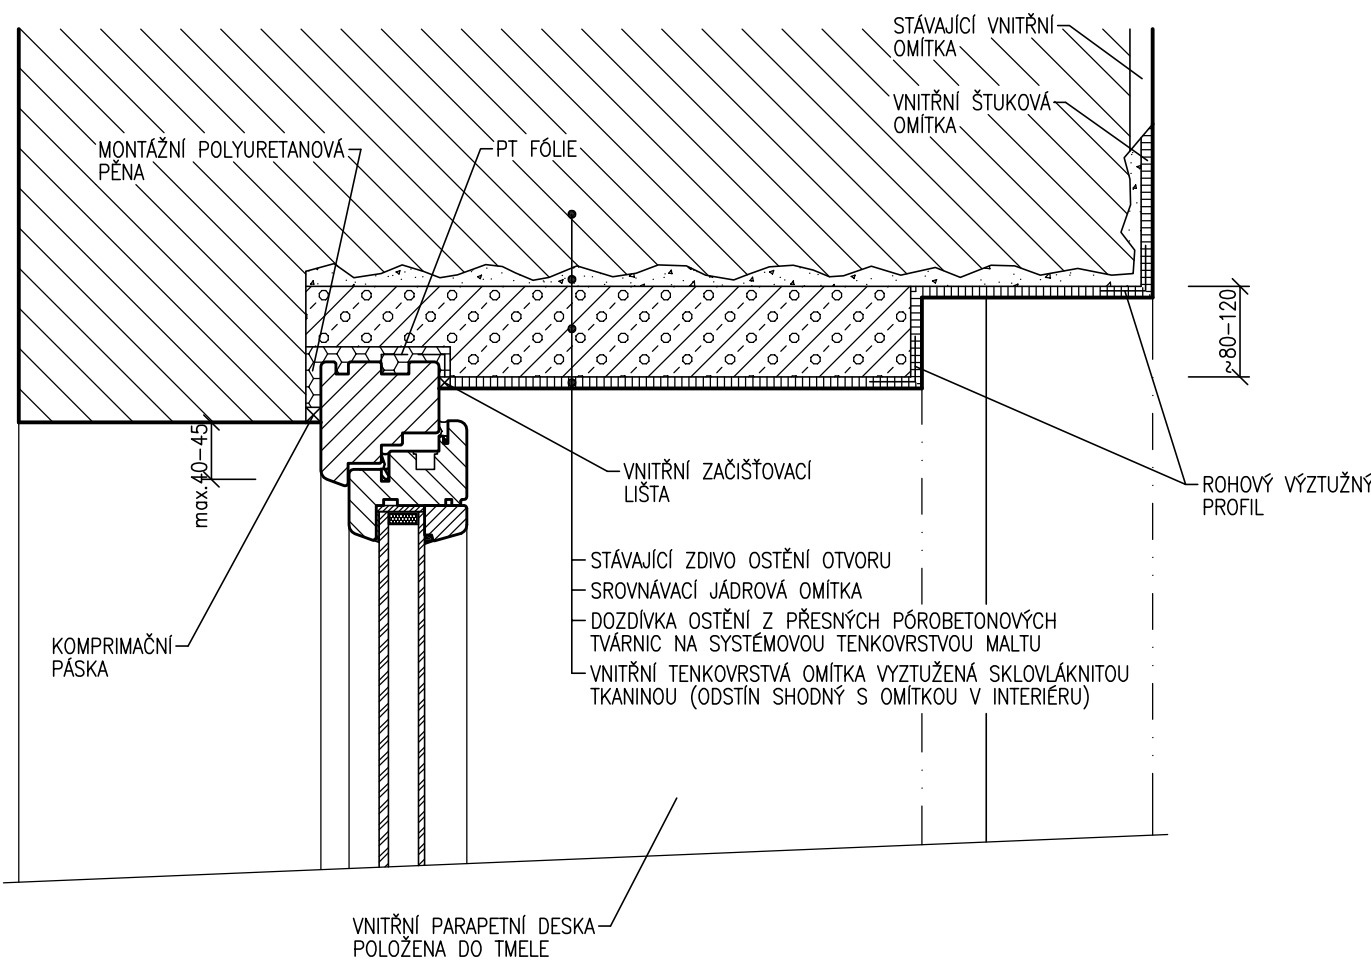 STÁVAJÍCÍ VNITŘNÍ
OMÍTKA
VNITŘNÍ ŠTUKOVÁ
OMÍTKA
MONTÁŽNÍ POLYURETANOVÁ
PĚNA
PT FÓLIE
~80-120
max.40-45
VNITŘNÍ ZAČIŠŤOVACÍ
LIŠTA
ROHOVÝ VÝZTUŽNÝ
PROFIL
STÁVAJÍCÍ ZDIVO OSTĚNÍ OTVORU
SROVNÁVACÍ JÁDROVÁ OMÍTKA
DOZDÍVKA OSTĚNÍ Z PŘESNÝCH PÓROBETONOVÝCH
TVÁRNIC NA SYSTÉMOVOU TENKOVRSTVOU MALTU
VNITŘNÍ TENKOVRSTVÁ OMÍTKA VYZTUŽENÁ SKLOVLÁKNITOU
TKANINOU (ODSTÍN SHODNÝ S OMÍTKOU V INTERIÉRU)
KOMPRIMAČNÍ
PÁSKA
VNITŘNÍ PARAPETNÍ DESKA
POLOŽENA DO TMELE